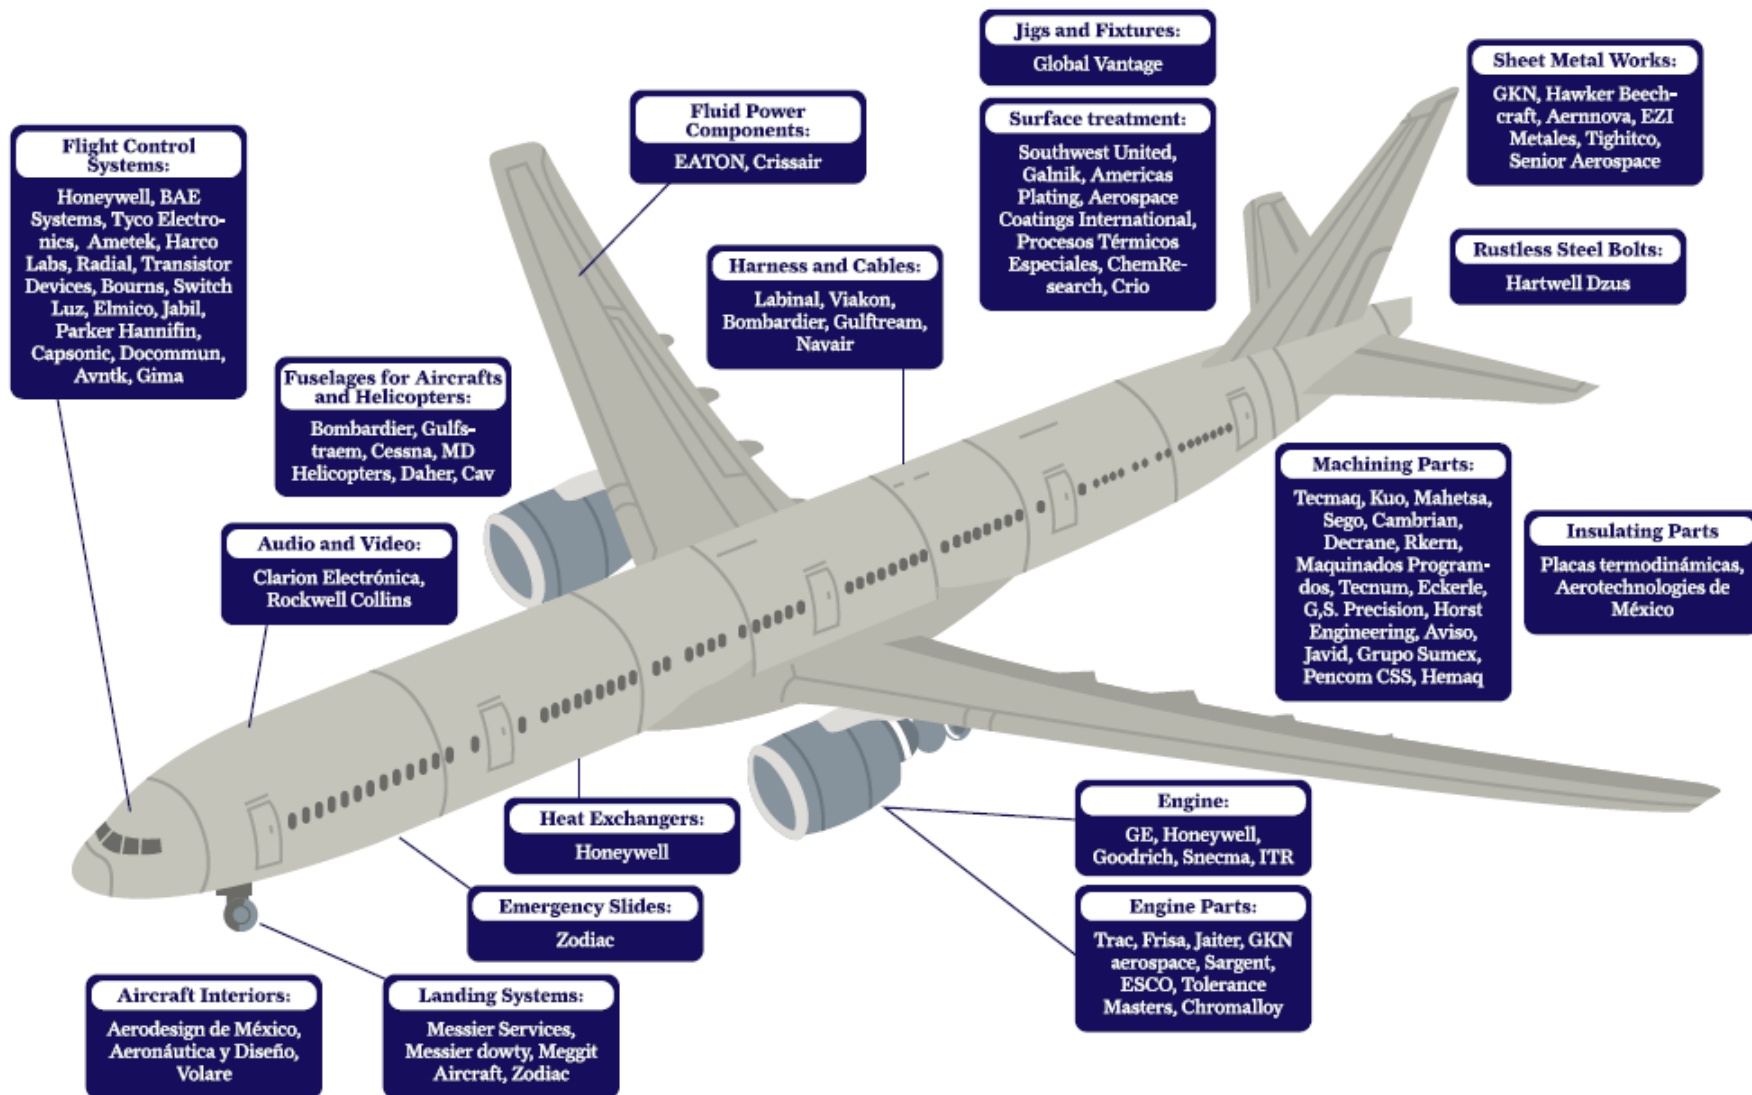 Jigs and Fixtures:
Global Vantage
Sheet Metal Works:
GKN, Hawker Beech-
craft, Aernnova, EZI
Metales, Tighitco,
Senior Aerospace
Fluid Power
Components:
EATON, Crissair
Surface treatment:
Southwest United,
Galnik, Americas
Plating, Aerospace
Coatings International,
Procesos Térmicos
Especiales, ChemRe-
search, Crio
Flight Control
Systems:
Honeywell, BAE
Systems, Tyco Electro-
nics, Ametek, Harco
Labs, Radial, Transistor
Devices, Bourns, Switch
Luz, Elmico, Jabil,
Parker Hannifin,
Capsonic, Docommun,
Avntk, Gima
Rustless Steel Bolts:
Hartwell Dzus
Harness and Cables:
Labinal, Viakon,
Bombardier, Gulftream,
Navair
Fuselages for Aircrafts
and Helicopters:
Bombardier, Gulfs-
traem, Cessna, MD
Helicopters, Daher, Cav
Machining Parts:
Tecmaq, Kuo, Mahetsa,
Sego, Cambrian,
Decrane, Rkern,
Maquinados Program-
dos, Tecnum, Eckerle,
G,S. Precision, Horst
Engineering, Aviso,
Javid, Grupo Sumex,
Pencom CSS, Hemaq
Insulating Parts
Placas termodinámicas,
Aerotechnologies de
México
Audio and Video:
Clarion Electrónica,
Rockwell Collins
Heat Exchangers:
Honeywell
Engine:
GE, Honeywell,
Goodrich, Snecma, ITR
Emergency Slides:
Zodiac
Engine Parts:
Trac, Frisa, Jaiter, GKN
aerospace, Sargent,
ESCO, Tolerance
Masters, Chromalloy
Aircraft Interiors:
Aerodesign de México,
Aeronáutica y Diseño,
Volare
Landing Systems:
Messier Services,
Messier dowty, Meggit
Aircraft, Zodiac